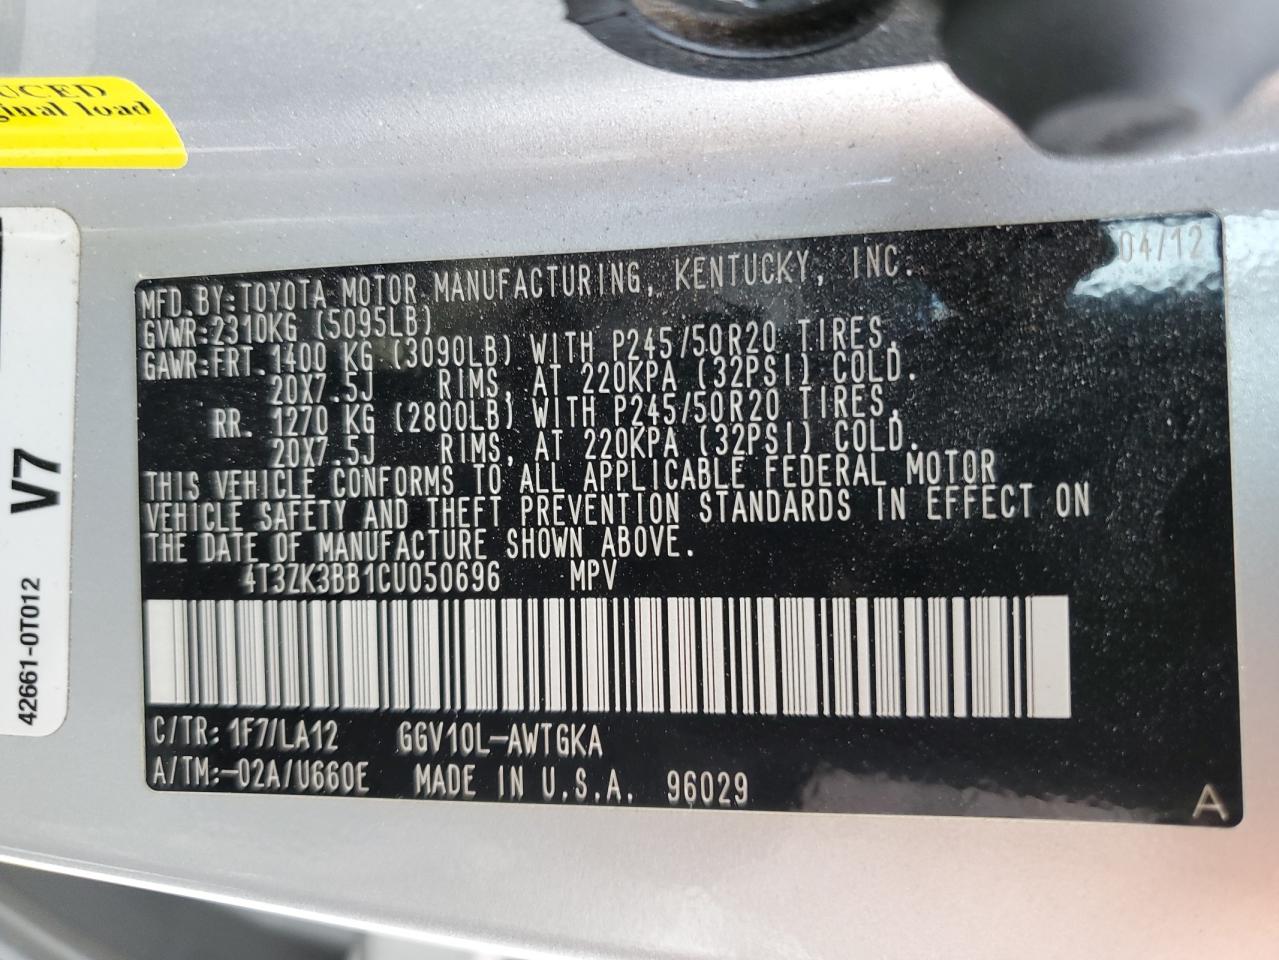 UCED
ginal load
V7
42661-0T012
04/12
MFD.BY:TOYOTA MOTOR MANUFACTURING, KENTUCKY, INC.
GVWR:2310KG (5095LB)
GAWR:FRT.1400 KG (3090LB) WITH P245/50R20 TIRES,
20X7.5J RIMS, AT 220KPA (32PSI) COLD.
RR. 1270 KG (2800LB) WITH P245/50R20 TIRES,
20X7.5J RIMS, AT 220KPA (32PSI) COLD.
THIS VEHICLE CONFORMS TO ALL APPLICABLE FEDERAL MOTOR
VEHICLE SAFETY AND THEFT PREVENTION STANDARDS IN EFFECT ON
THE DATE OF MANUFACTURE SHOWN ABOVE.
4T3ZK3BB1CU050696 MPV
C/TR: 1F7/LA12 GGV10L-AWTGKA
A/TM:-02A/U660E MADE IN U.S.A. 96029
A